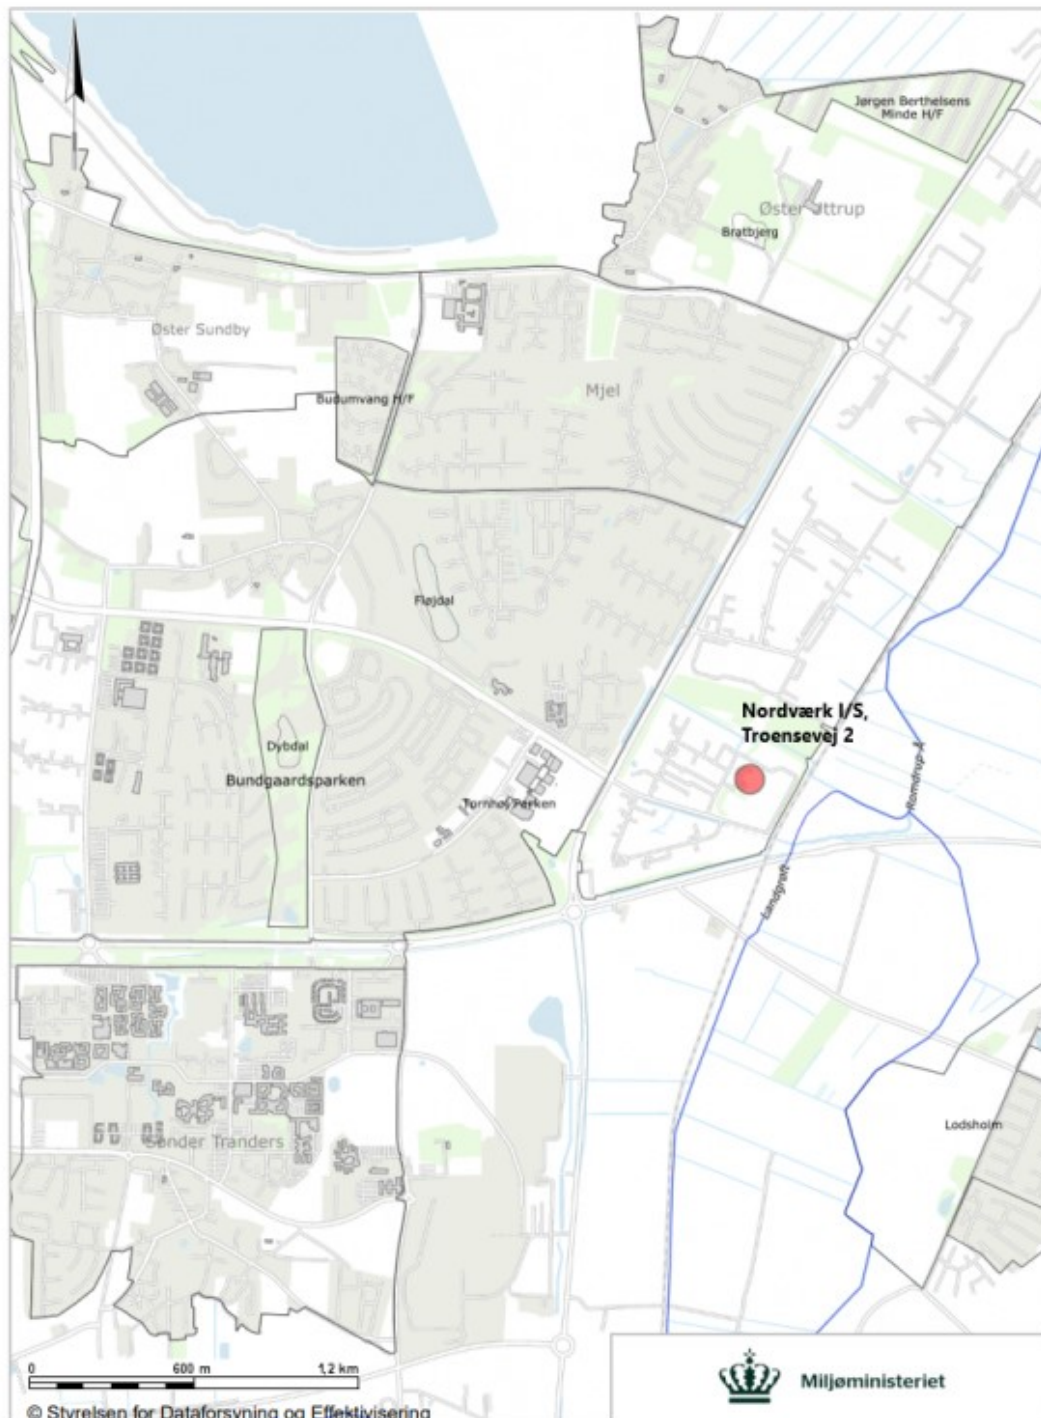 Jørgen Berthelsens
Minde H/F
Øster Uttrup
Bratbjerg
Øster Sundby
Budumvang H/F
Mjel
Fløjdal
Nordværk I/S,
Troensevej 2
Dybdal
Bundgaardsparken
Tornhøj Parken
Romdrup Å
Landgrøft
Lodsholm
Sønder Tranders
0 600 m 1,2 km
Miljøministeriet
© Styrelsen for Dataforsyning og Effektivisering